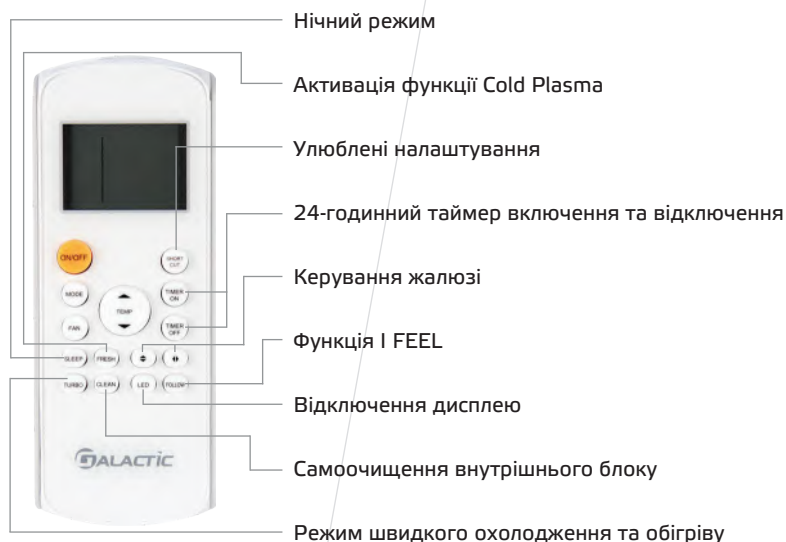 Нічний режим
Активація функції Cold Plasma
Улюблені налаштування
24-годинний таймер включення та відключення
Керування жалюзі
Функція I FEEL
Відключення дисплею
Самоочищення внутрішнього блоку
Режим швидкого охолодження та обігріву
ON/OFF
SHORT
CUT
MODE
TEMP
TIMER
ON
FAN
TIMER
OFF
SLEEP
FRESH
TURBO
CLEAN
LED
FOLLOW
GALACTIC